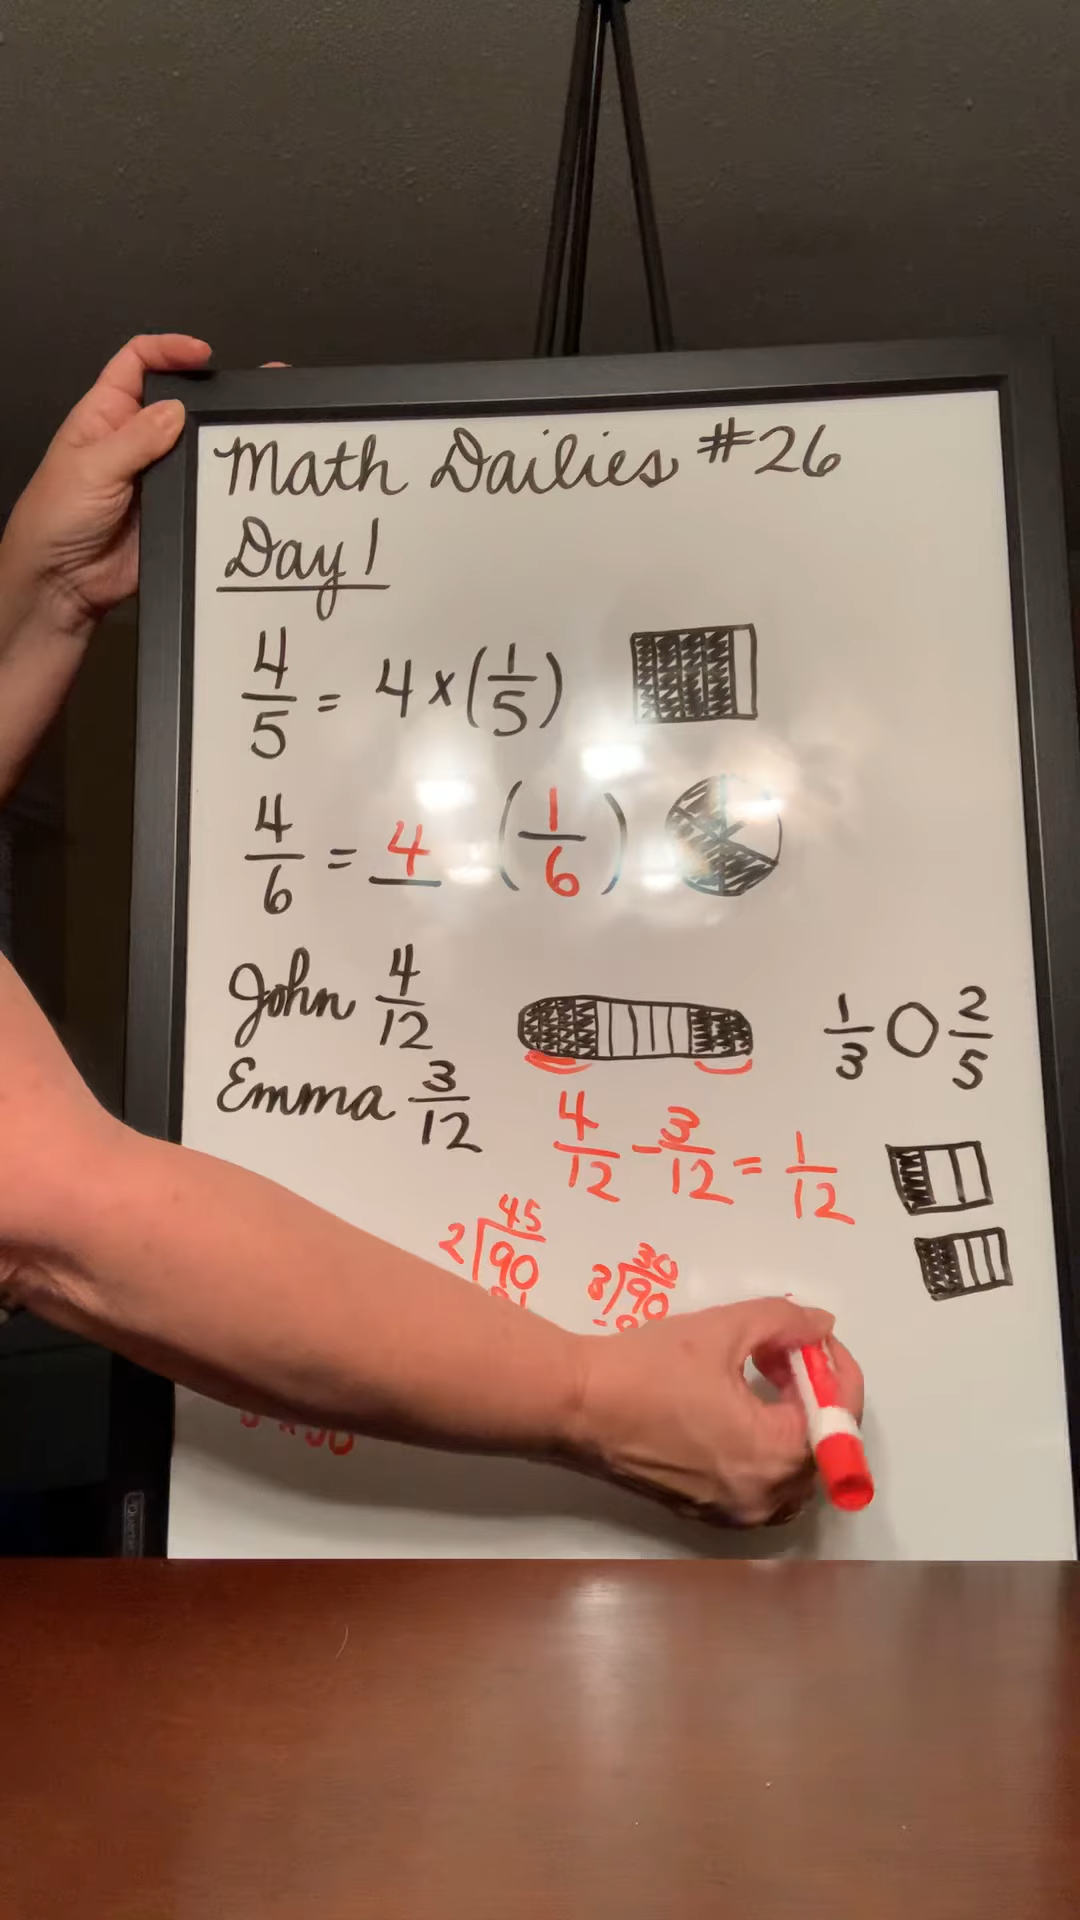 Math Dailies #26
Day 1
4/5 = 4 × (1/5)
4/6 = 4 (1/6)
John 4/12
Emma 3/12
1/3 ○ 2/5
4/12 - 3/12 = 1/12
45
2)90
30
3)90